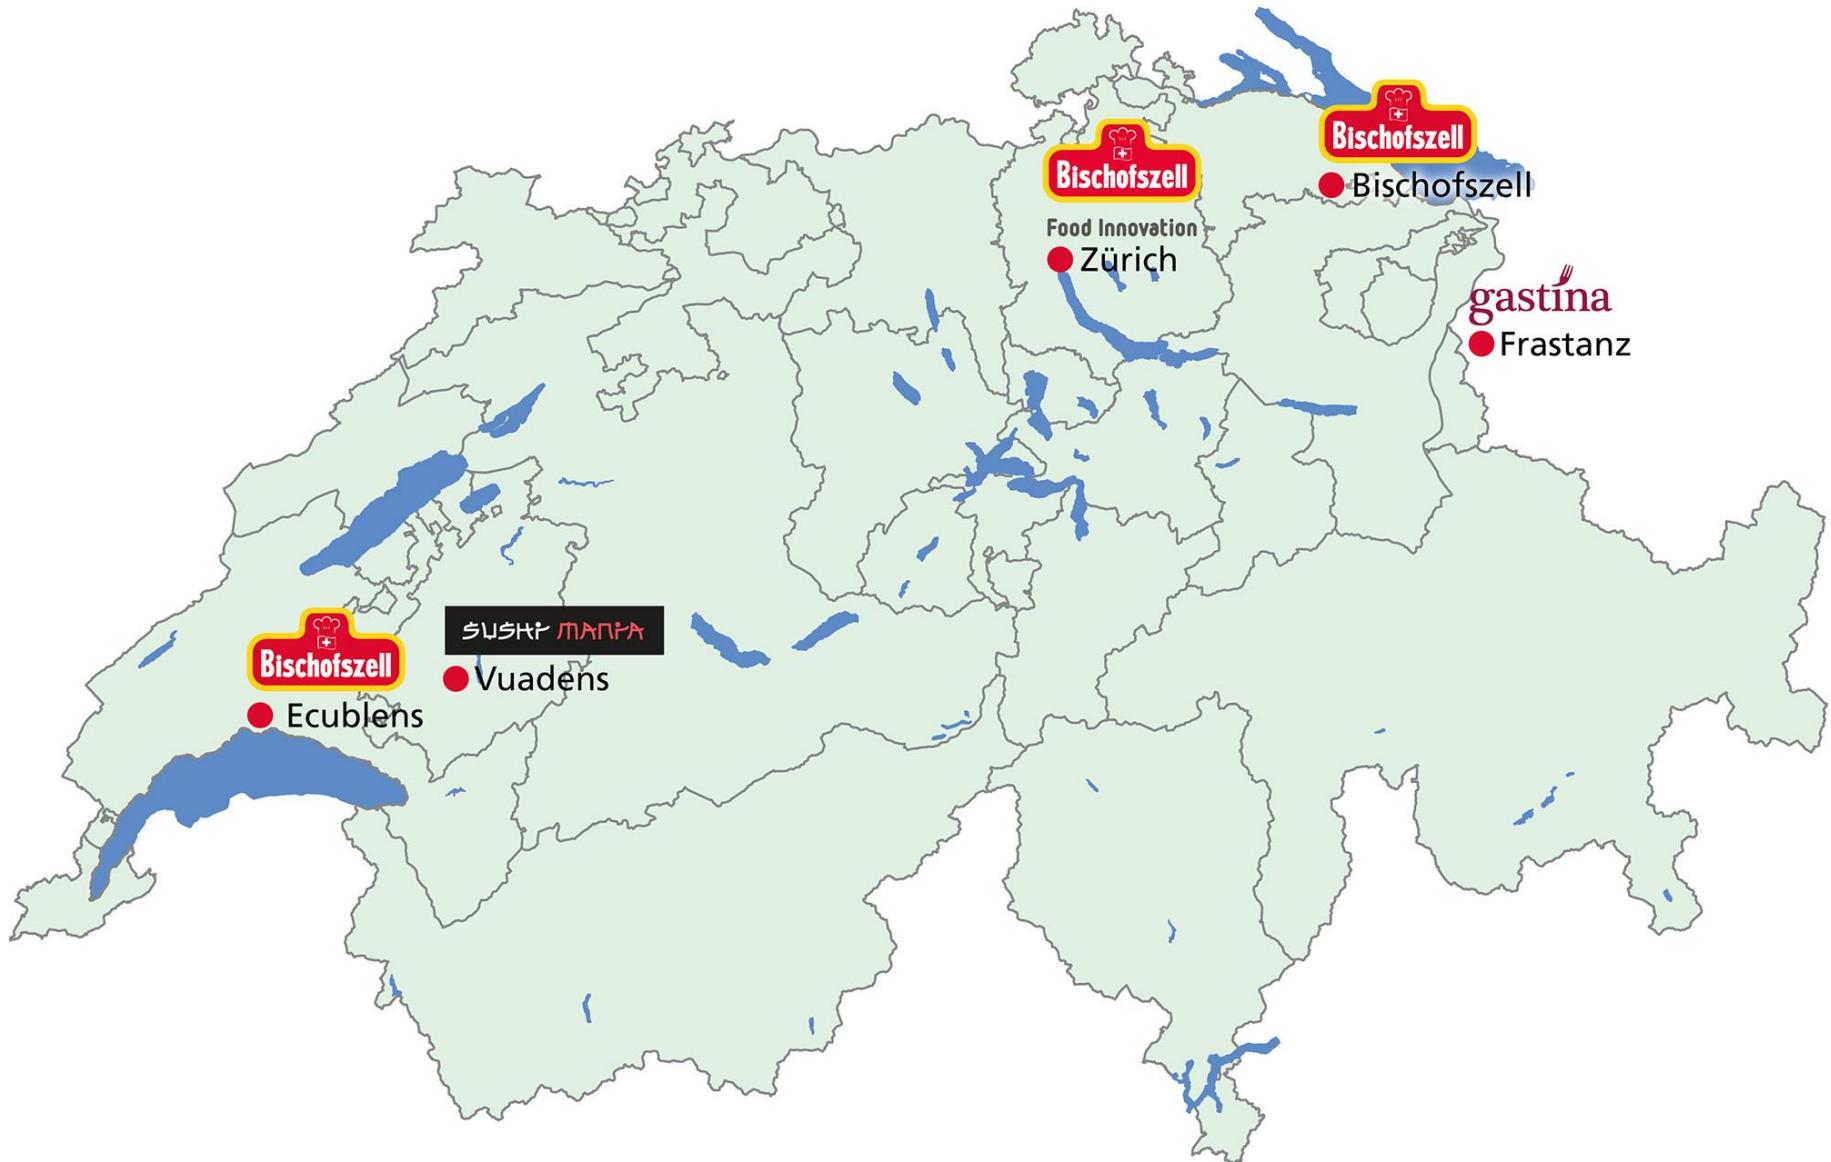 Bischofszell
Bischofszell
Bischofszell
Food Innovation
Zürich
gastina
Frastanz
Bischofszell
Ecublens
SUSHI MANIA
Vuadens